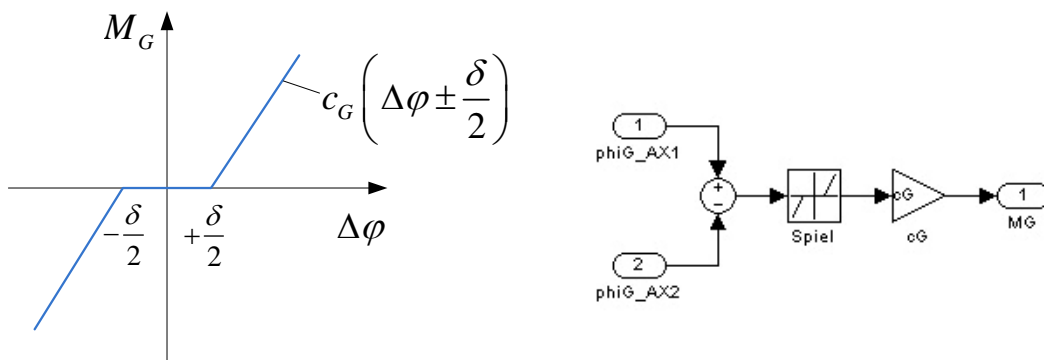 M_G
c_G(Δφ ± δ/2)
-δ/2
+δ/2
Δφ
1
phiG_AX1
+
−
2
phiG_AX2
Spiel
cG
cG
1
MG